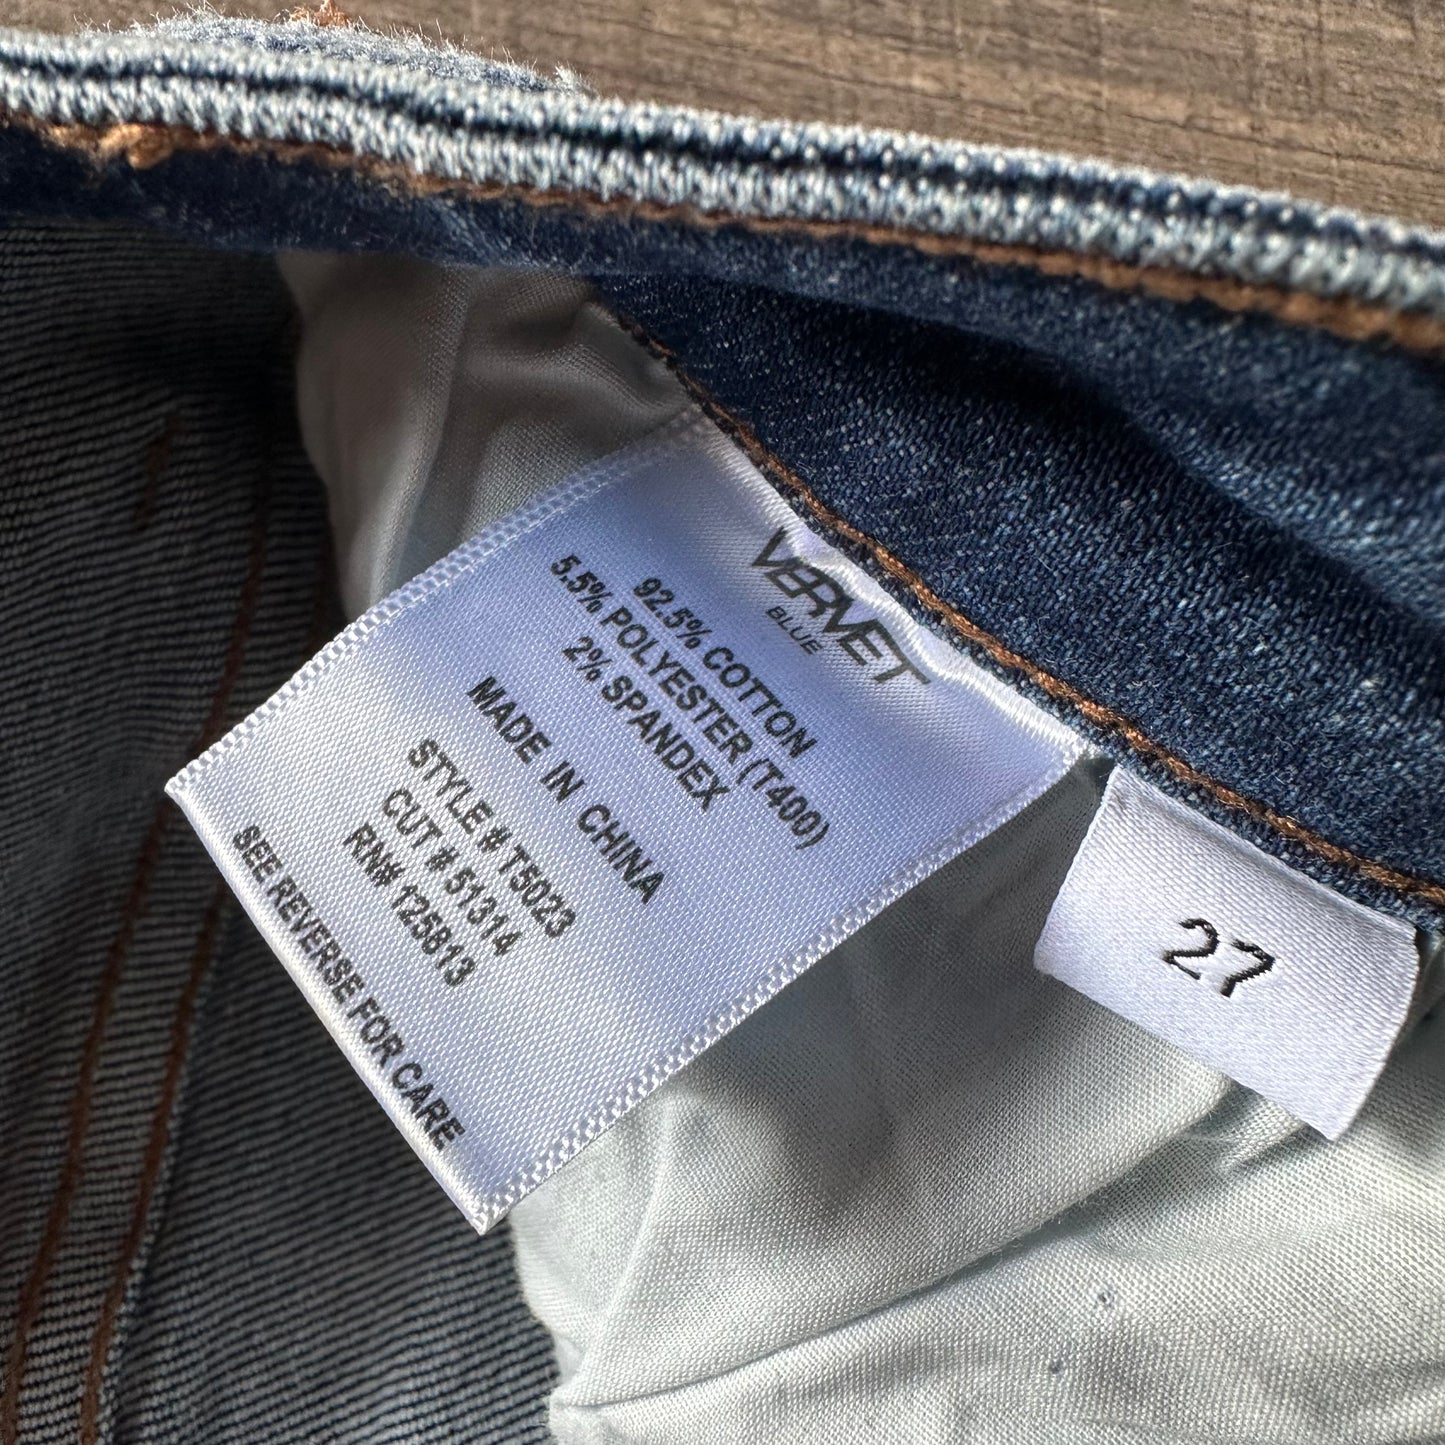 VERVET
BLUE
92.5% COTTON
5.5% POLYESTER (T400)
2% SPANDEX
MADE IN CHINA
STYLE # T5023
CUT # 51314
RN# 125813
SEE REVERSE FOR CARE
27